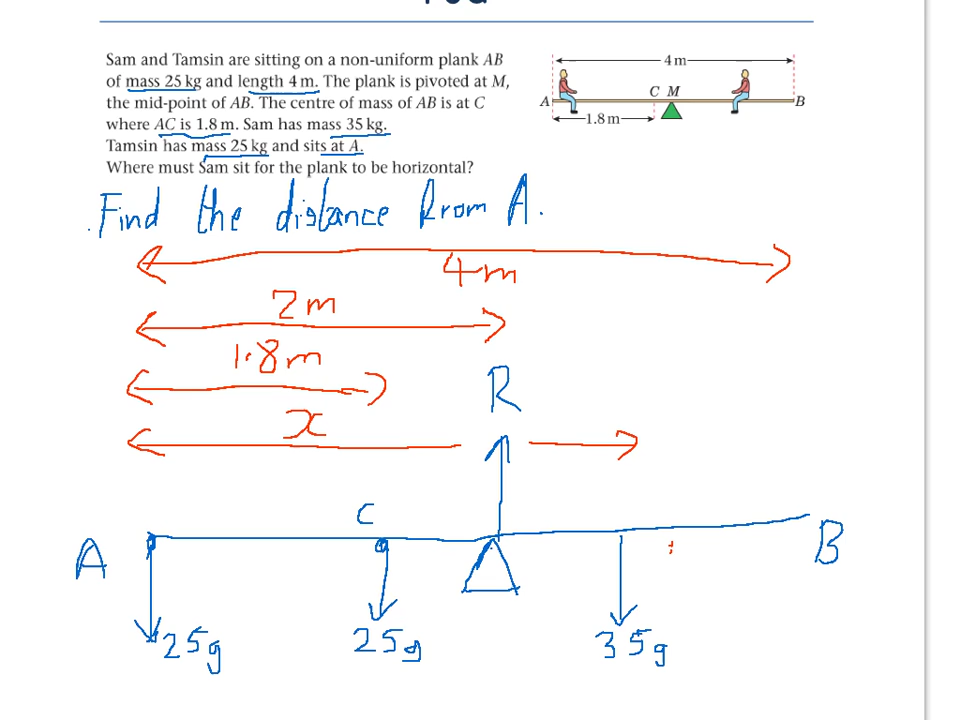 Sam and Tamsin are sitting on a non-uniform plank AB
of mass 25 kg and length 4 m. The plank is pivoted at M,
the mid-point of AB. The centre of mass of AB is at C
where AC is 1.8 m. Sam has mass 35 kg.
Tamsin has mass 25 kg and sits at A.
Where must Sam sit for the plank to be horizontal?
4 m
C M
A
B
1.8 m
Find the distance from A.
4m
2m
1.8m
R
x
C
A
B
25g
25g
35g